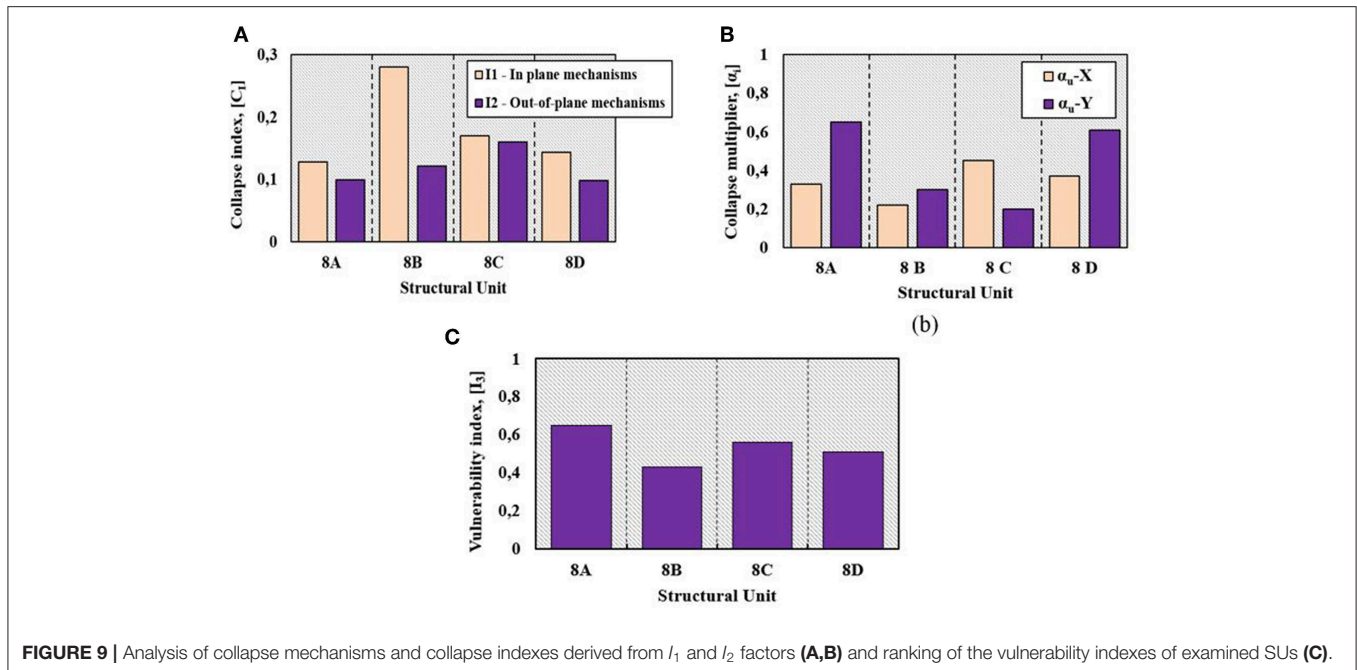 A
Collapse index, [Ci]
0,3
0,2
0,1
0
I1 - In plane mechanisms
I2 - Out-of-plane mechanisms
8A 8B 8C 8D
Structural Unit
B
Collapse multiplier, [αi]
1
0,8
0,6
0,4
0,2
0
αu-X
αu-Y
8A 8 B 8 C 8 D
Structural Unit
(b)
C
Vulnerability index, [I3]
1
0,8
0,6
0,4
0,2
0
8A 8B 8C 8D
Structural Unit
FIGURE 9 | Analysis of collapse mechanisms and collapse indexes derived from I1 and I2 factors (A,B) and ranking of the vulnerability indexes of examined SUs (C).